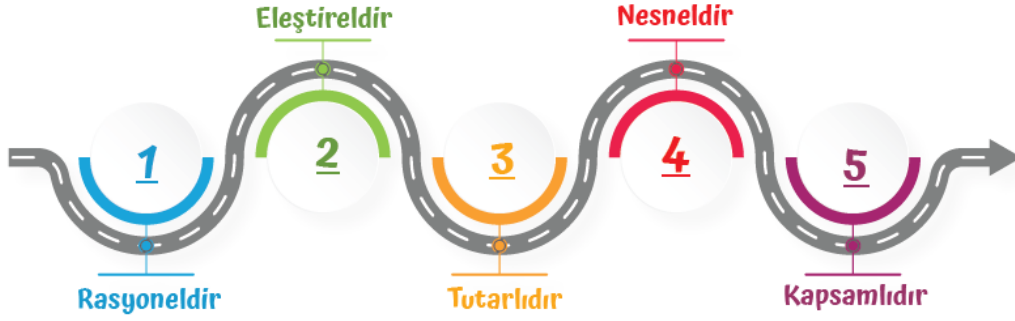 1
Rasyoneldir
Eleştireldir
2
3
Tutarlıdır
Nesneldir
4
5
Kapsamlıdır